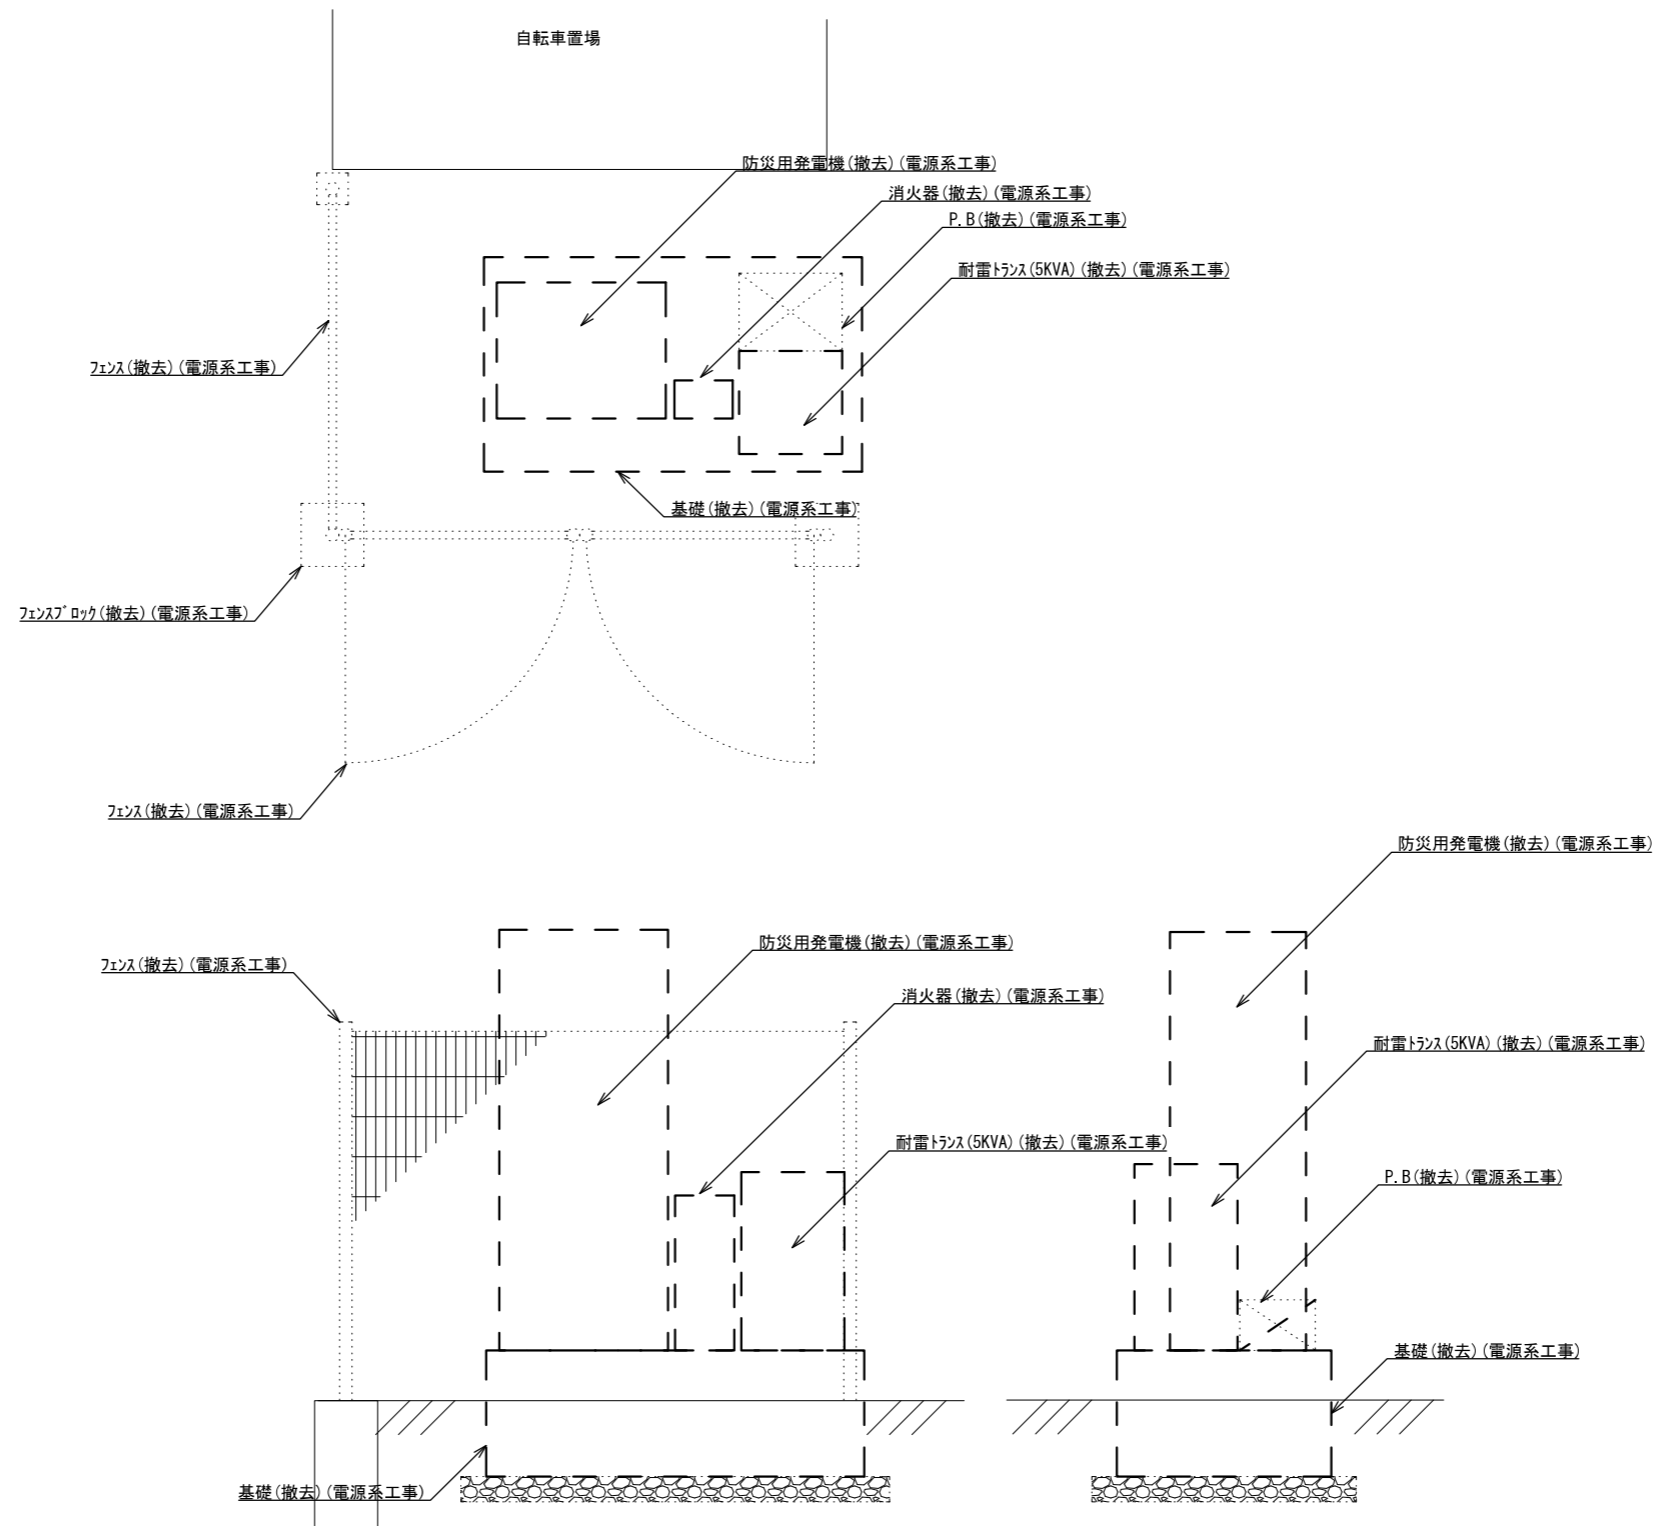 自転車置場
防災用発電機(撤去)(電源系工事)
消火器(撤去)(電源系工事)
P.B(撤去)(電源系工事)
耐雷ﾄﾗﾝｽ(5KVA)(撤去)(電源系工事)
ﾌｪﾝｽ(撤去)(電源系工事)
基礎(撤去)(電源系工事)
ﾌｪﾝｽﾌﾞﾛｯｸ(撤去)(電源系工事)
ﾌｪﾝｽ(撤去)(電源系工事)
防災用発電機(撤去)(電源系工事)
防災用発電機(撤去)(電源系工事)
ﾌｪﾝｽ(撤去)(電源系工事)
消火器(撤去)(電源系工事)
耐雷ﾄﾗﾝｽ(5KVA)(撤去)(電源系工事)
耐雷ﾄﾗﾝｽ(5KVA)(撤去)(電源系工事)
P.B(撤去)(電源系工事)
基礎(撤去)(電源系工事)
基礎(撤去)(電源系工事)